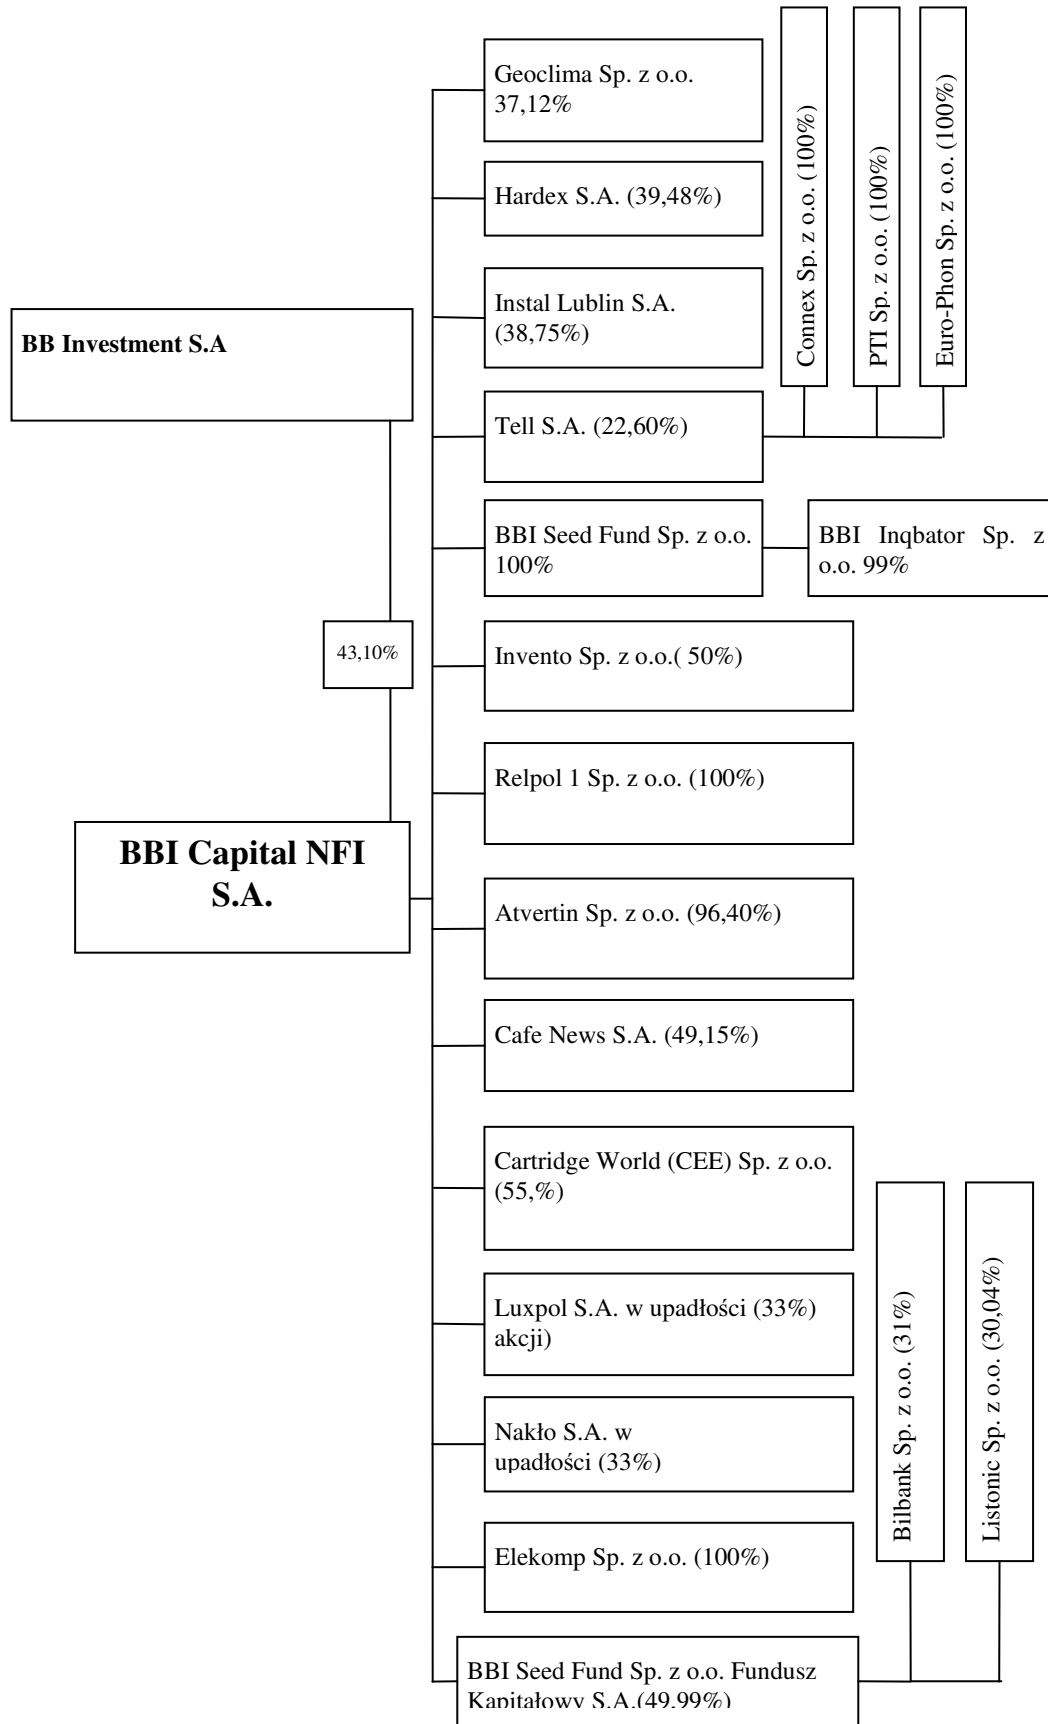 Geoclima Sp. z o.o.
37,12%
Hardex S.A. (39,48%)
Instal Lublin S.A.
(38,75%)
Tell S.A. (22,60%)
Connex Sp. z o.o. (100%)
PTI Sp. z o.o. (100%)
Euro-Phon Sp. z o.o. (100%)
BB Investment S.A
BBI Seed Fund Sp. z o.o.
100%
BBI Inqbator Sp. z
o.o. 99%
43,10%
Invento Sp. z o.o.( 50%)
Relpol 1 Sp. z o.o. (100%)
BBI Capital NFI
S.A.
Atvertin Sp. z o.o. (96,40%)
Cafe News S.A. (49,15%)
Cartridge World (CEE) Sp. z o.o.
(55,%)
Luxpol S.A. w upadłości (33%)
akcji)
Nakło S.A. w
upadłości (33%)
Elekomp Sp. z o.o. (100%)
Bilbank Sp. z o.o. (31%)
Listonic Sp. z o.o. (30,04%)
BBI Seed Fund Sp. z o.o. Fundusz
Kapitałowy S.A.(49,99%)